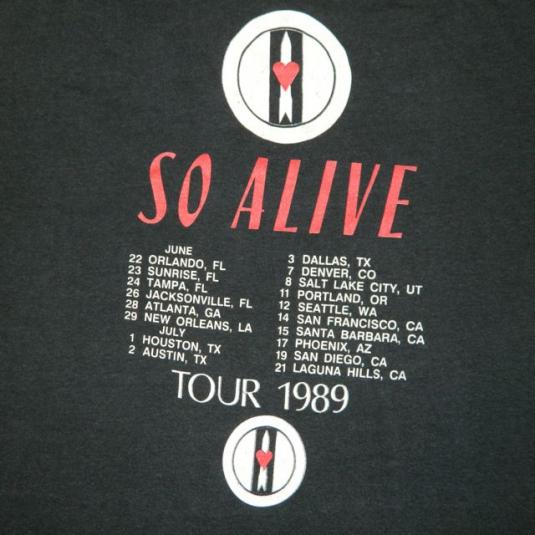 SO ALIVE
JUNE
22 ORLANDO, FL
23 SUNRISE, FL
24 TAMPA, FL
26 JACKSONVILLE, FL
28 ATLANTA, GA
29 NEW ORLEANS, LA
JULY
1 HOUSTON, TX
2 AUSTIN, TX
3 DALLAS, TX
7 DENVER, CO
8 SALT LAKE CITY, UT
11 PORTLAND, OR
12 SEATTLE, WA
14 SAN FRANCISCO, CA
15 SANTA BARBARA, CA
17 PHOENIX, AZ
19 SAN DIEGO, CA
21 LAGUNA HILLS, CA
TOUR 1989